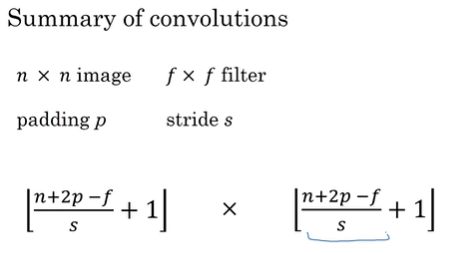 Summary of convolutions
n × n image f × f filter
padding p stride s
⌊(n+2p −f)/s + 1⌋ × ⌊(n+2p −f)/s + 1⌋